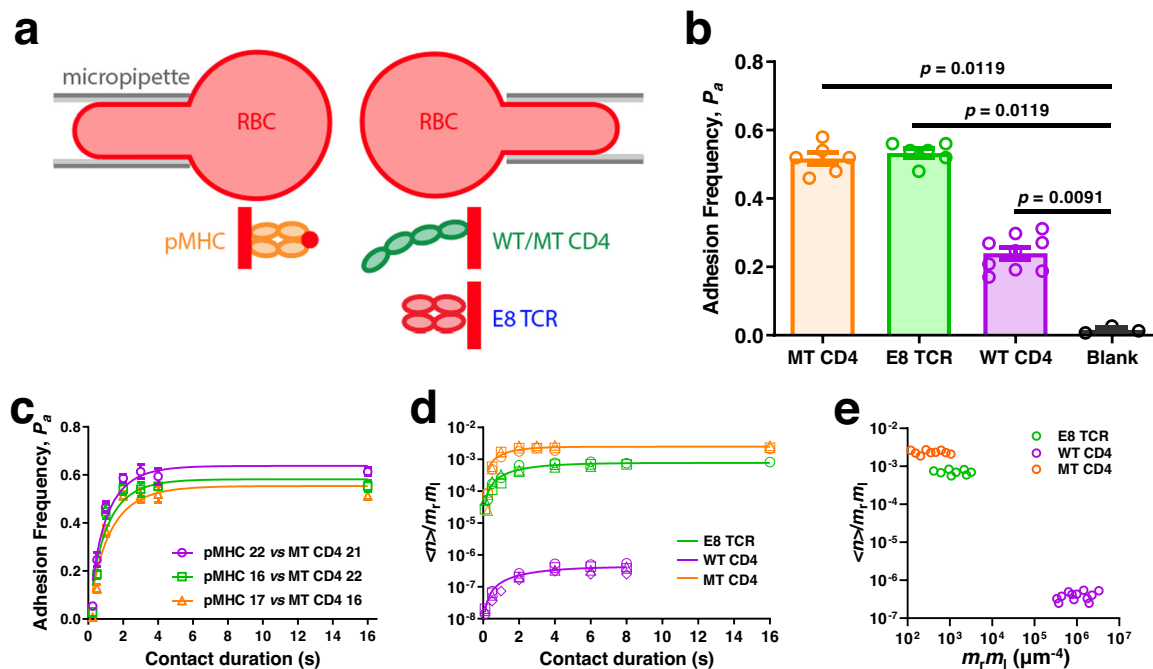 a
micropipette
RBC
RBC
pMHC
WT/MT CD4
E8 TCR
b
Adhesion Frequency, Pa
0.8
0.6
0.4
0.2
0.0
p = 0.0119
p = 0.0119
p = 0.0091
MT CD4 E8 TCR WT CD4 Blank
c
Adhesion Frequency, Pa
0.8
0.6
0.4
0.2
0.0
pMHC 22 vs MT CD4 21
pMHC 16 vs MT CD4 22
pMHC 17 vs MT CD4 16
0 2 4 6 8 10 12 14 16
Contact duration (s)
d
<n>/mrml
10-2
10-3
10-4
10-5
10-6
10-7
10-8
E8 TCR
WT CD4
MT CD4
0 2 4 6 8 10 12 14 16
Contact duration (s)
e
<n>/mrml
10-2
10-3
10-4
10-5
10-6
10-7
E8 TCR
WT CD4
MT CD4
102 103 104 105 106 107
mrml (µm-4)